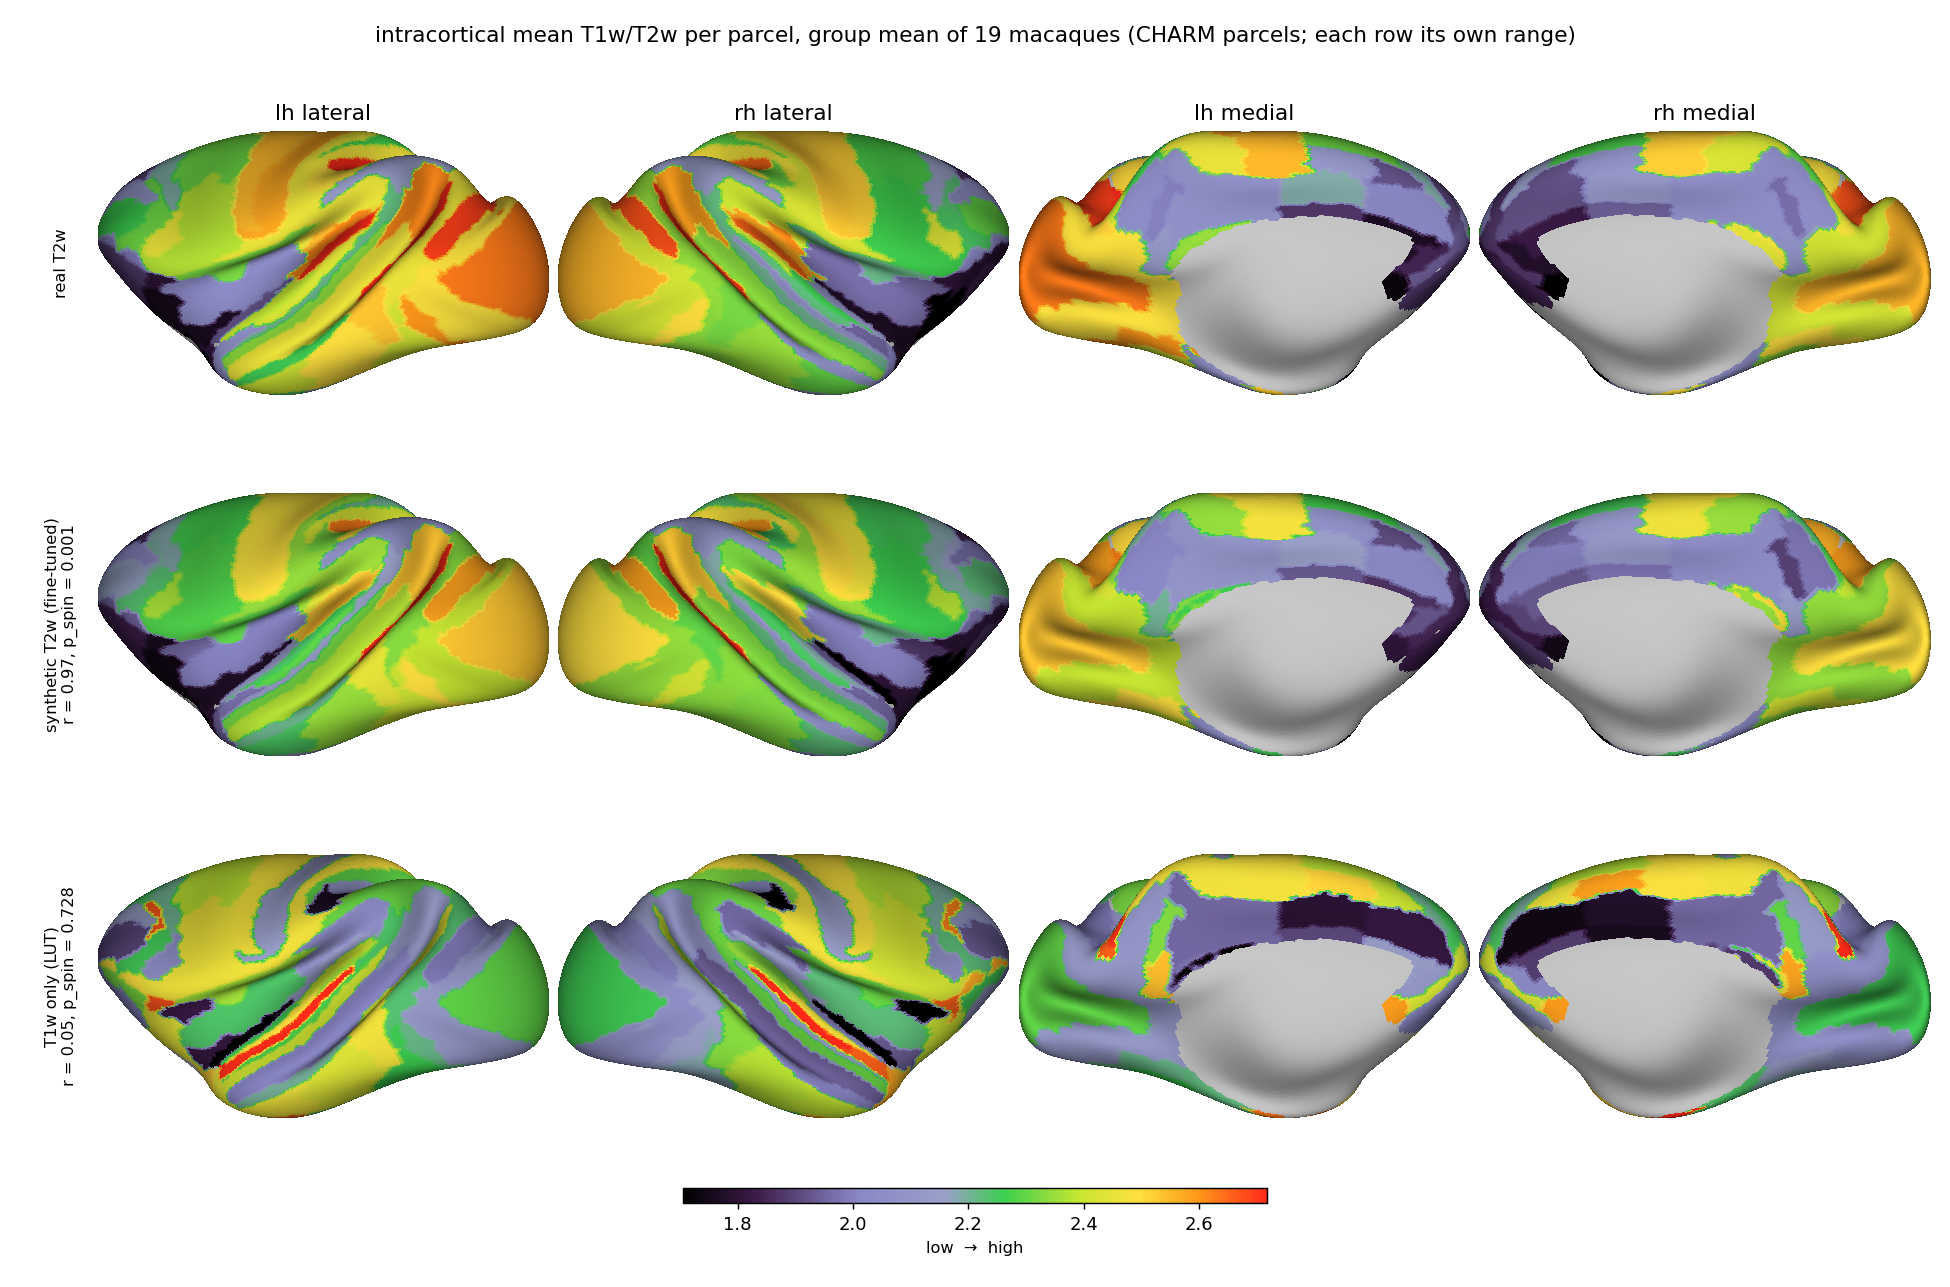 intracortical mean T1w/T2w per parcel, group mean of 19 macaques (CHARM parcels; each row its own range)
lh lateral
rh lateral
lh medial
rh medial
real T2w
synthetic T2w (fine-tuned)
r = 0.97, p_spin = 0.001
T1w only (LUT)
r = 0.05, p_spin = 0.728
1.8
2.0
2.2
2.4
2.6
low → high